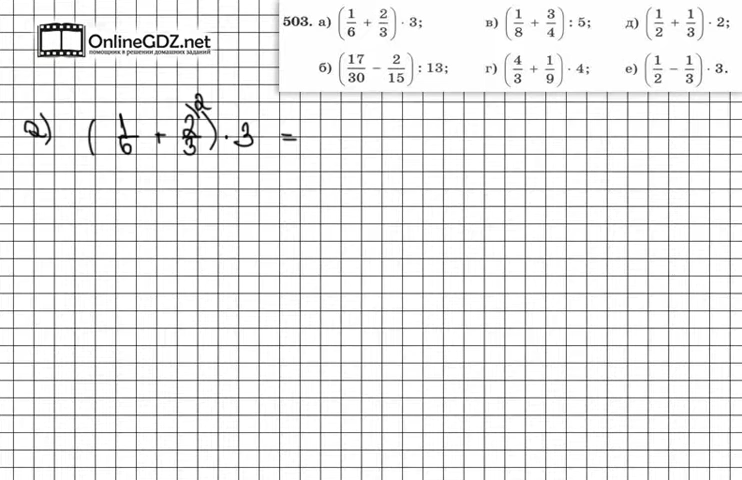 503. а) (1/6 + 2/3) · 3; в) (1/8 + 3/4) : 5; д) (1/2 + 1/3) · 2;
б) (17/30 − 2/15) : 13; г) (4/3 + 1/9) · 4; е) (1/2 − 1/3) · 3.
OnlineGDZ.net
помощник в решении домашних заданий
а) (1/6 + 2/3 \2) · 3 =